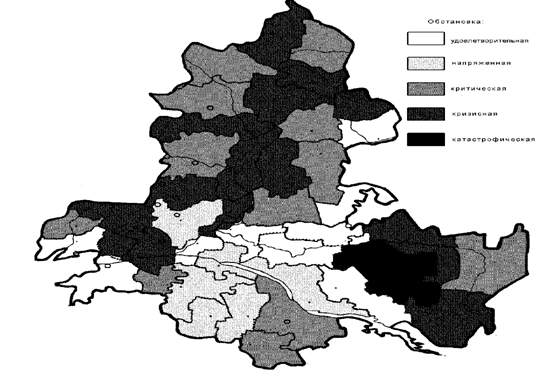 Обстановка:
удовлетворительная
напряженная
критическая
кризисная
катастрофическая